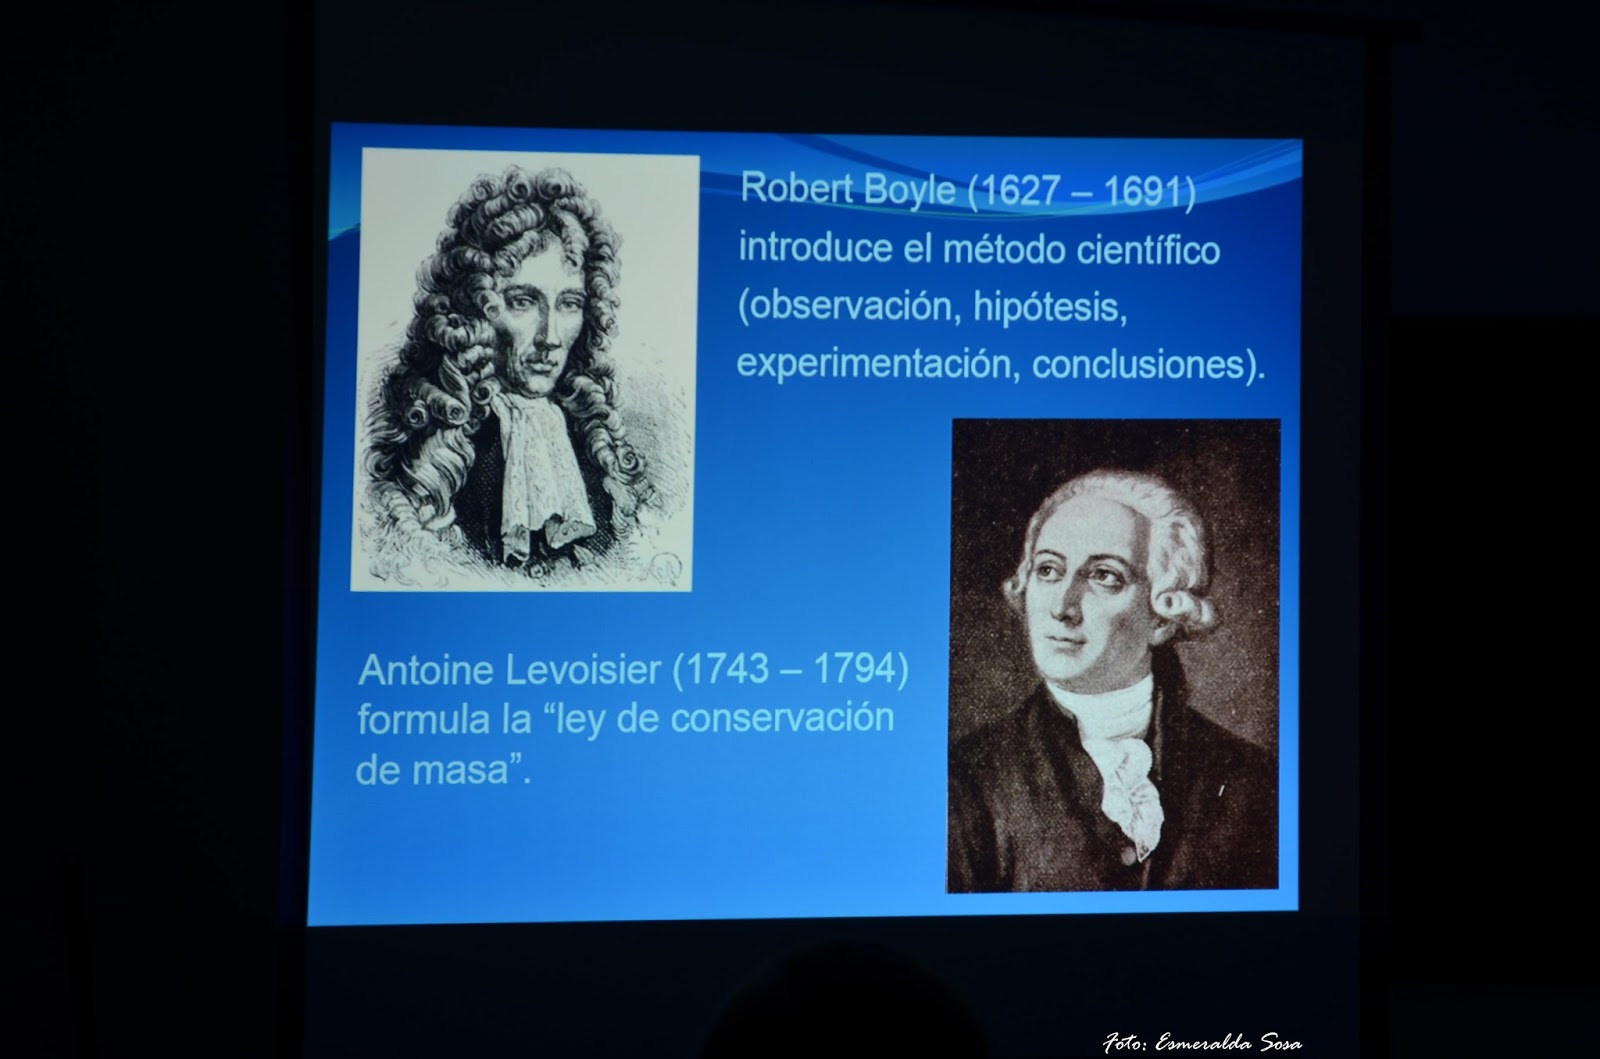 Robert Boyle (1627 – 1691)
introduce el método científico
(observación, hipótesis,
experimentación, conclusiones).
Antoine Levoisier (1743 – 1794)
formula la “ley de conservación
de masa”.
Foto: Esmeralda Sosa